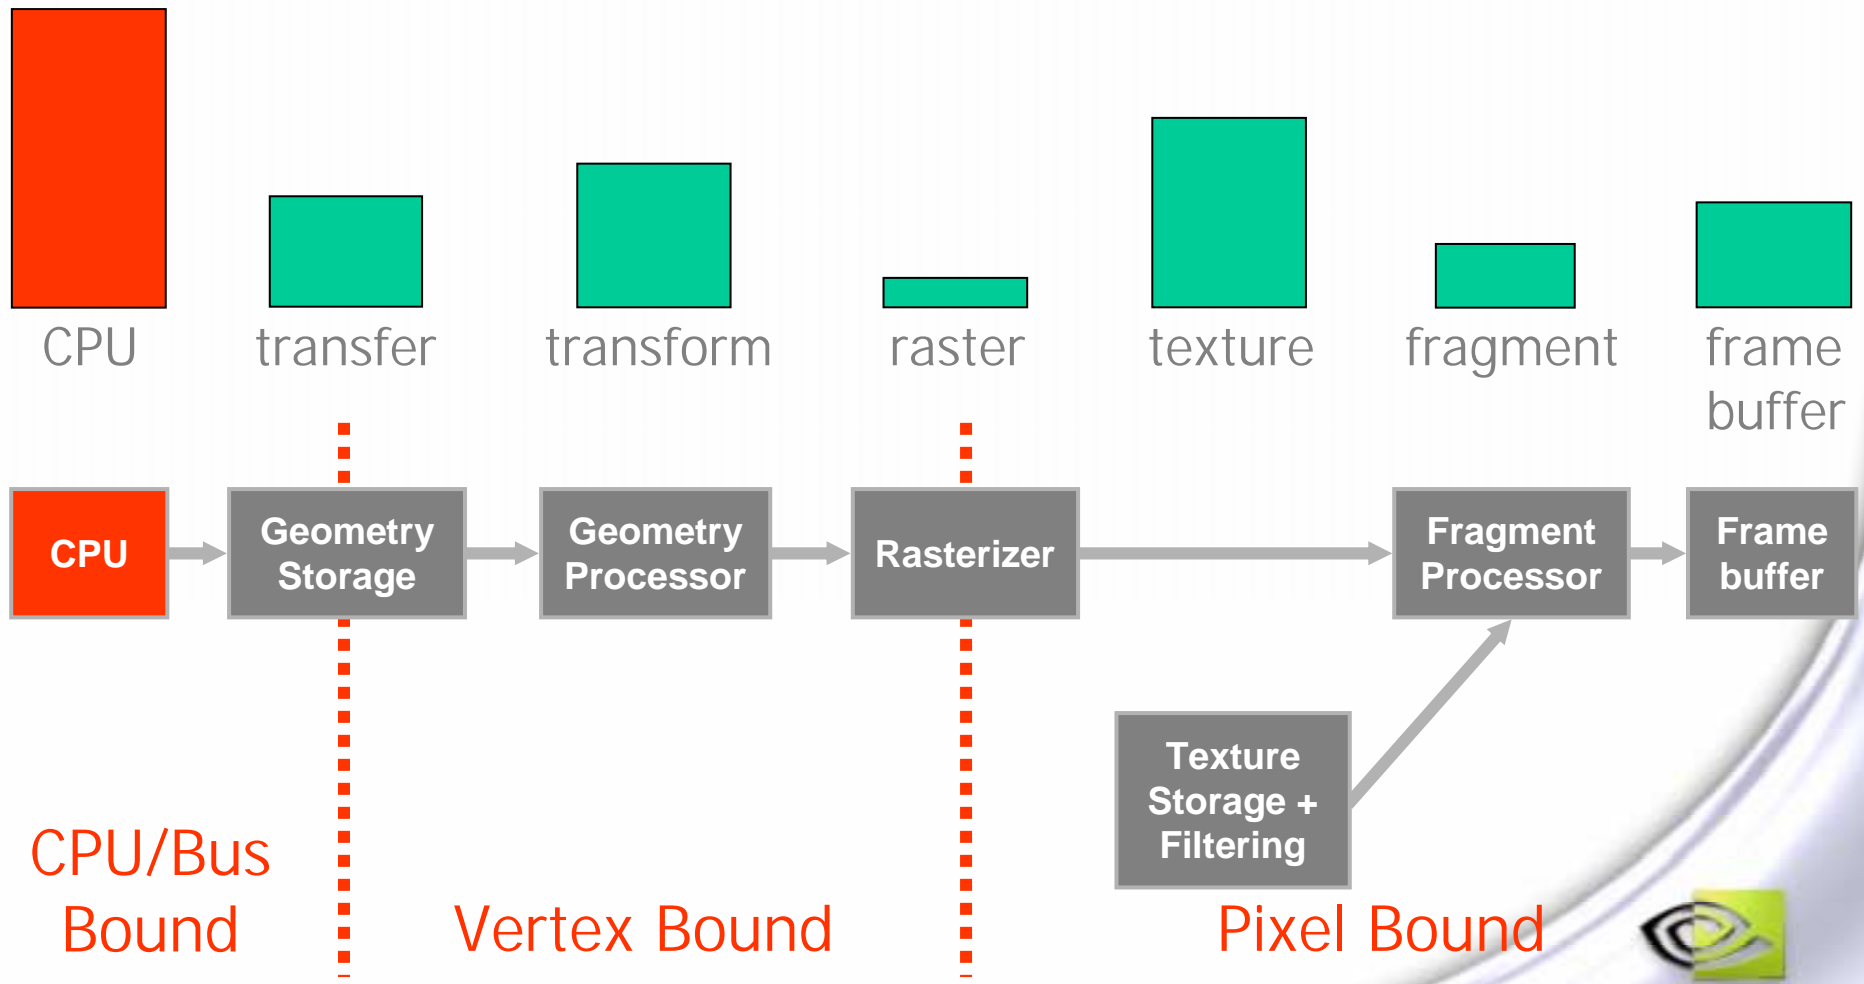 CPU
transfer
transform
raster
texture
fragment
frame
buffer
CPU
Geometry
Storage
Geometry
Processor
Rasterizer
Fragment
Processor
Frame
buffer
Texture
Storage +
Filtering
CPU/Bus
Bound
Vertex Bound
Pixel Bound